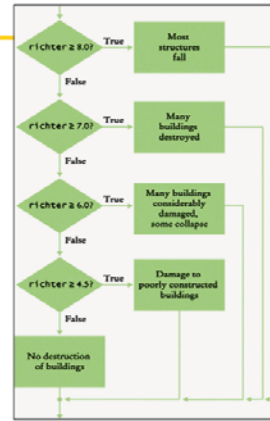 richter ≥ 8.0?
True
Most
structures
fall
False
richter ≥ 7.0?
True
Many
buildings
destroyed
False
richter ≥ 6.0?
True
Many buildings
considerably
damaged,
some collapse
False
richter ≥ 4.5?
True
Damage to
poorly constructed
buildings
False
No destruction
of buildings